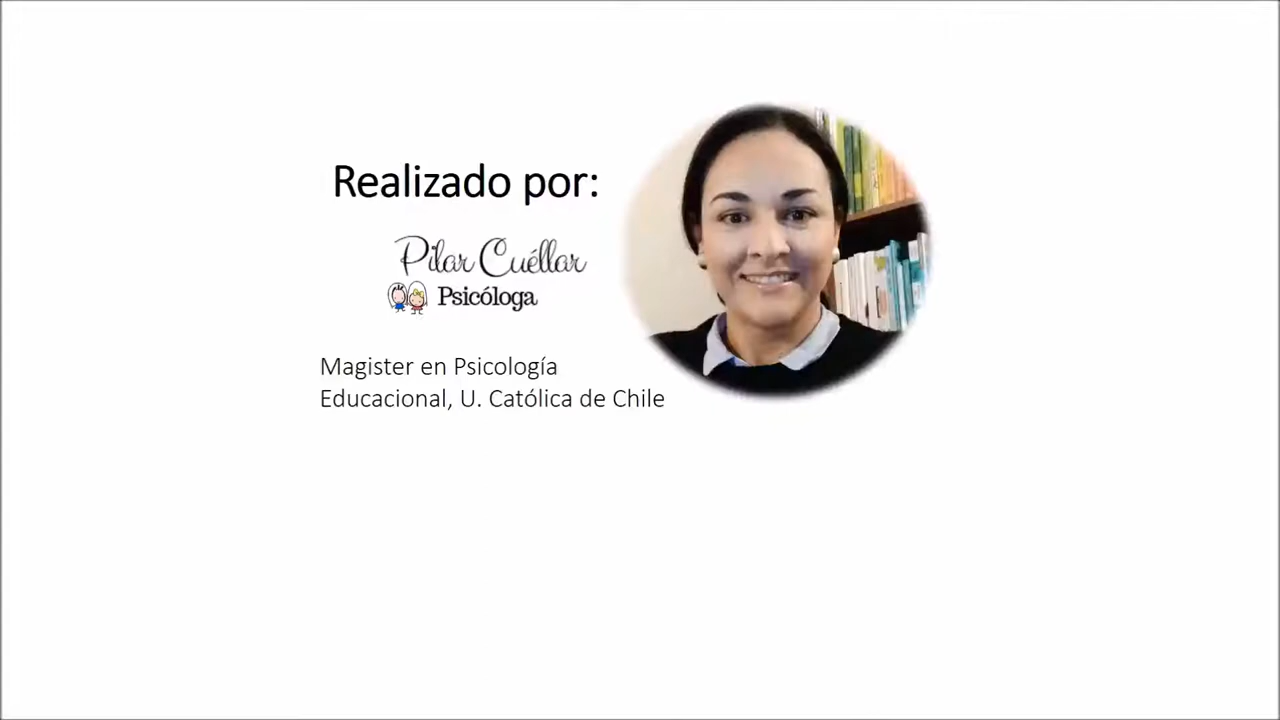 Realizado por:
Pilar Cuéllar
Psicóloga
Magister en Psicología
Educacional, U. Católica de Chile